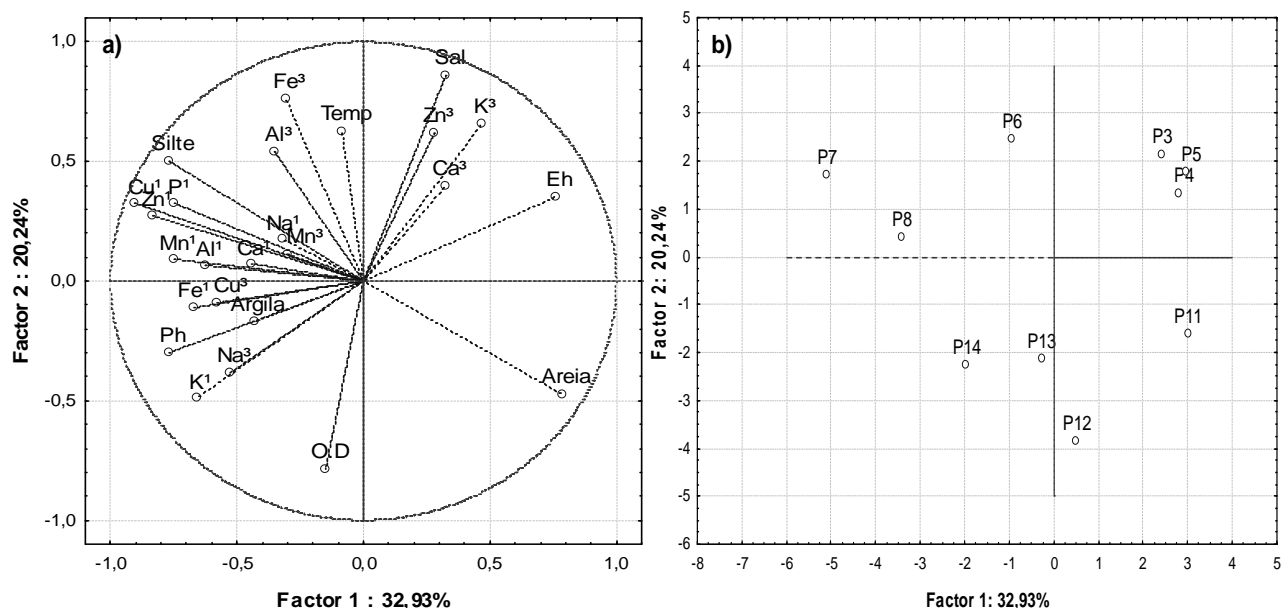 a)
1,0
0,5
0,0
-0,5
-1,0
Factor 2 : 20,24%
Sal
Fe³
Temp
Zn³
K³
Al³
Silte
Ca³
Eh
Cu¹
P¹
Zn¹
Na¹
Mn³
Mn¹
Al¹
Ca¹
Fe¹
Cu³
Argila
Ph
Na³
K¹
Areia
O.D
-1,0
-0,5
0,0
0,5
1,0
Factor 1 : 32,93%
b)
5
4
3
2
1
0
-1
-2
-3
-4
-5
-6
Factor 2: 20,24%
P6
P3
P7
P5
P4
P8
P11
P14
P13
P12
-8 -7 -6 -5 -4 -3 -2 -1 0 1 2 3 4 5
Factor 1: 32,93%